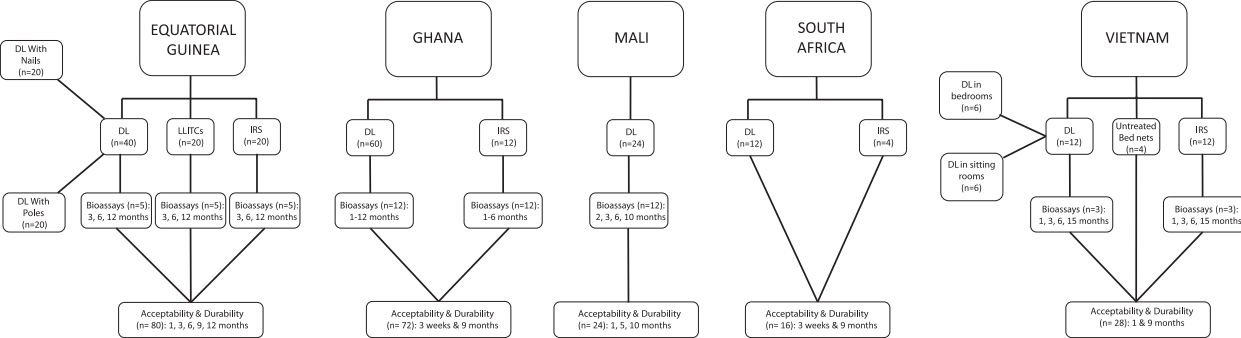 EQUATORIAL
GUINEA
DL With
Nails
(n=20)
DL
(n=40)
LLITCs
(n=20)
IRS
(n=20)
DL With
Poles
(n=20)
Bioassays (n=5):
3, 6, 12 months
Bioassays (n=5):
3, 6, 12 months
Bioassays (n=5):
3, 6, 12 months
Acceptability & Durability
(n= 80): 1, 3, 6, 9, 12 months
GHANA
DL
(n=60)
IRS
(n=12)
Bioassays (n=12):
1-12 months
Bioassays (n=12):
1-6 months
Acceptability & Durability
(n= 72): 3 weeks & 9 months
MALI
DL
(n=24)
Bioassays (n=12):
2, 3, 6, 10 months
Acceptability & Durability
(n= 24): 1, 5, 10 months
SOUTH
AFRICA
DL
(n=12)
IRS
(n=4)
Acceptability & Durability
(n= 16): 3 weeks & 9 months
VIETNAM
DL in
bedrooms
(n=6)
DL
(n=12)
Untreated
Bed nets
(n=4)
IRS
(n=12)
DL in sitting
rooms
(n=6)
Bioassays (n=3):
1, 3, 6, 15 months
Bioassays (n=3):
1, 3, 6, 15 months
Acceptability & Durability
(n= 28): 1 & 9 months